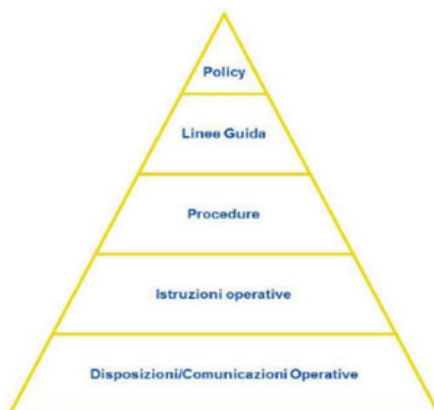 Policy
Linee Guida
Procedure
Istruzioni operative
Disposizioni/Comunicazioni Operative